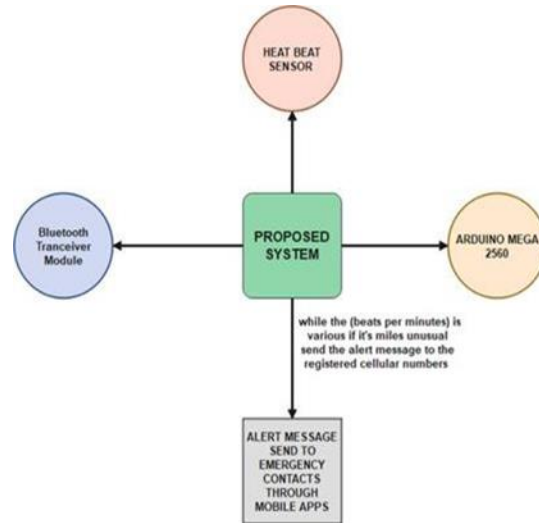 HEAT BEAT
SENSOR
Bluetooth
Tranceiver
Module
PROPOSED
SYSTEM
ARDUINO MEGA
2560
while the (beats per minutes) is
various if it's miles unusual
send the alert message to the
registered cellular numbers
ALERT MESSAGE
SEND TO
EMERGENCY
CONTACTS
THROUGH
MOBILE APPS